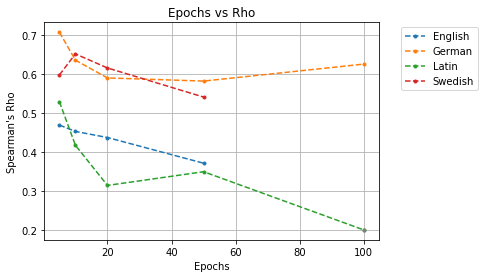 Epochs vs Rho
English
German
Latin
Swedish
Spearman's Rho
0.7
0.6
0.5
0.4
0.3
0.2
20
40
60
80
100
Epochs